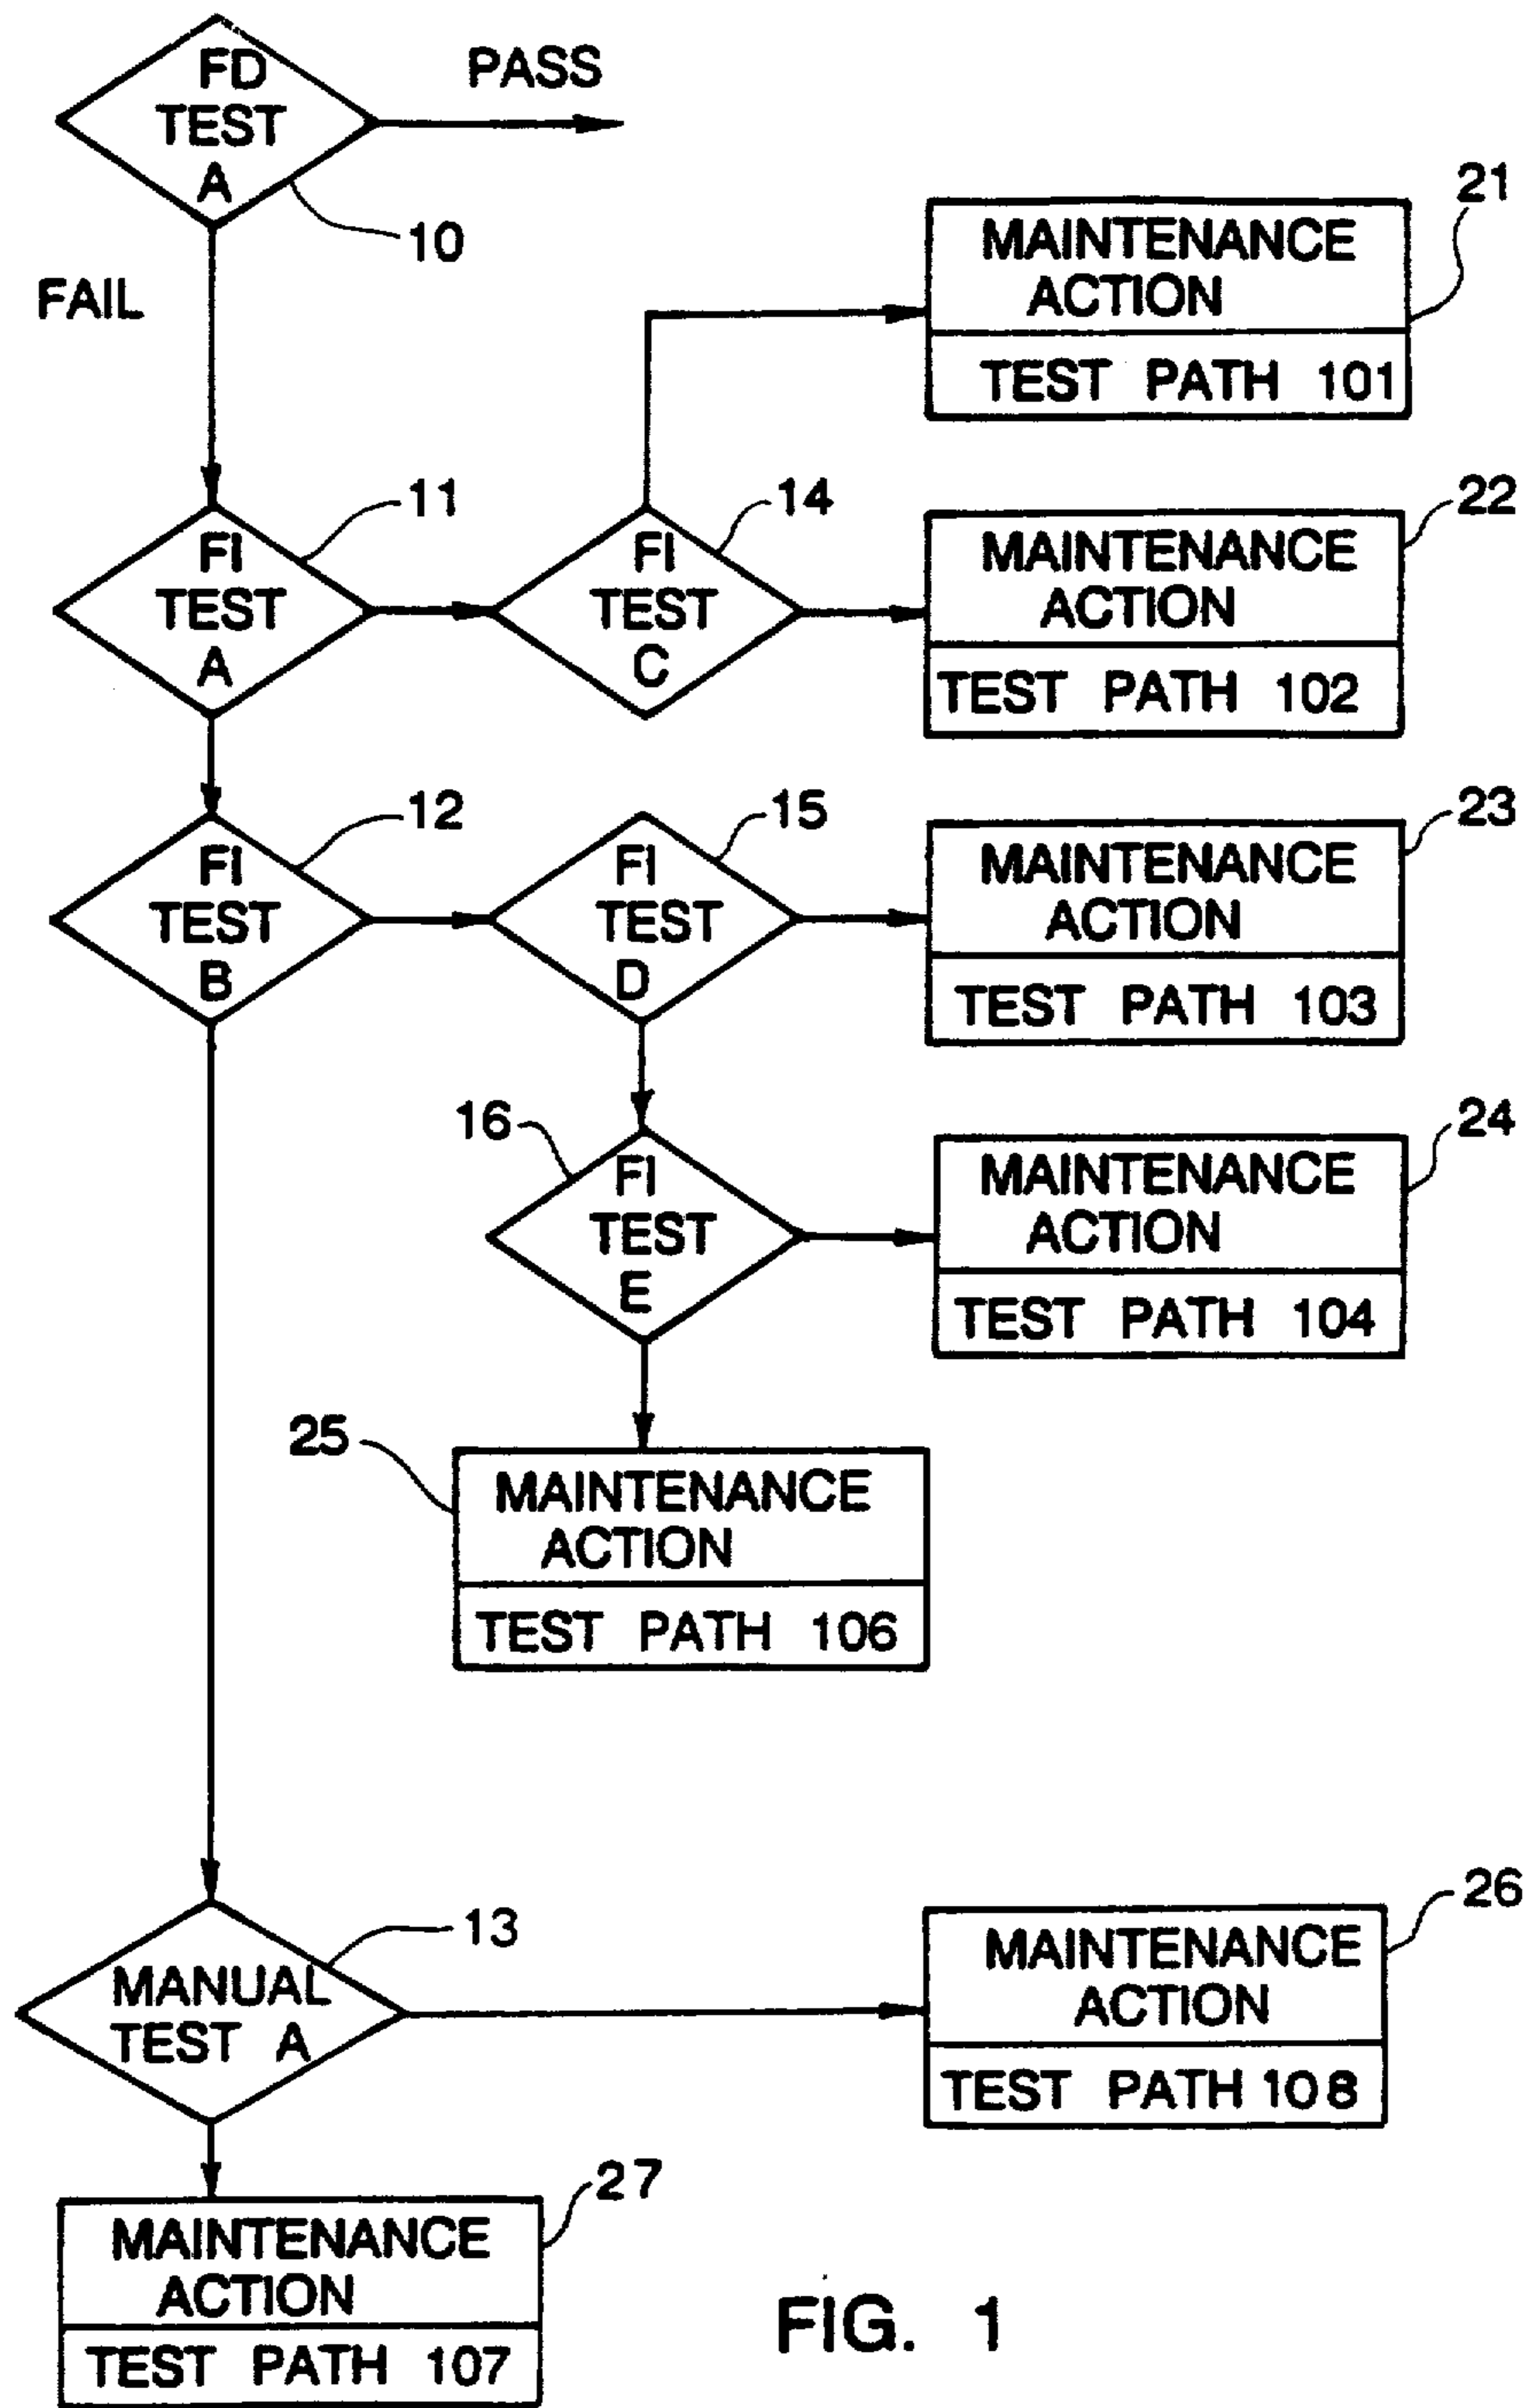 FD
TEST
A
PASS
10
FAIL
21
MAINTENANCE
ACTION
TEST PATH 101
11
FI
TEST
A
14
FI
TEST
C
22
MAINTENANCE
ACTION
TEST PATH 102
12
FI
TEST
B
15
FI
TEST
D
23
MAINTENANCE
ACTION
TEST PATH 103
16
FI
TEST
E
24
MAINTENANCE
ACTION
TEST PATH 104
25
MAINTENANCE
ACTION
TEST PATH 106
13
MANUAL
TEST A
26
MAINTENANCE
ACTION
TEST PATH 108
27
MAINTENANCE
ACTION
TEST PATH 107
FIG. 1